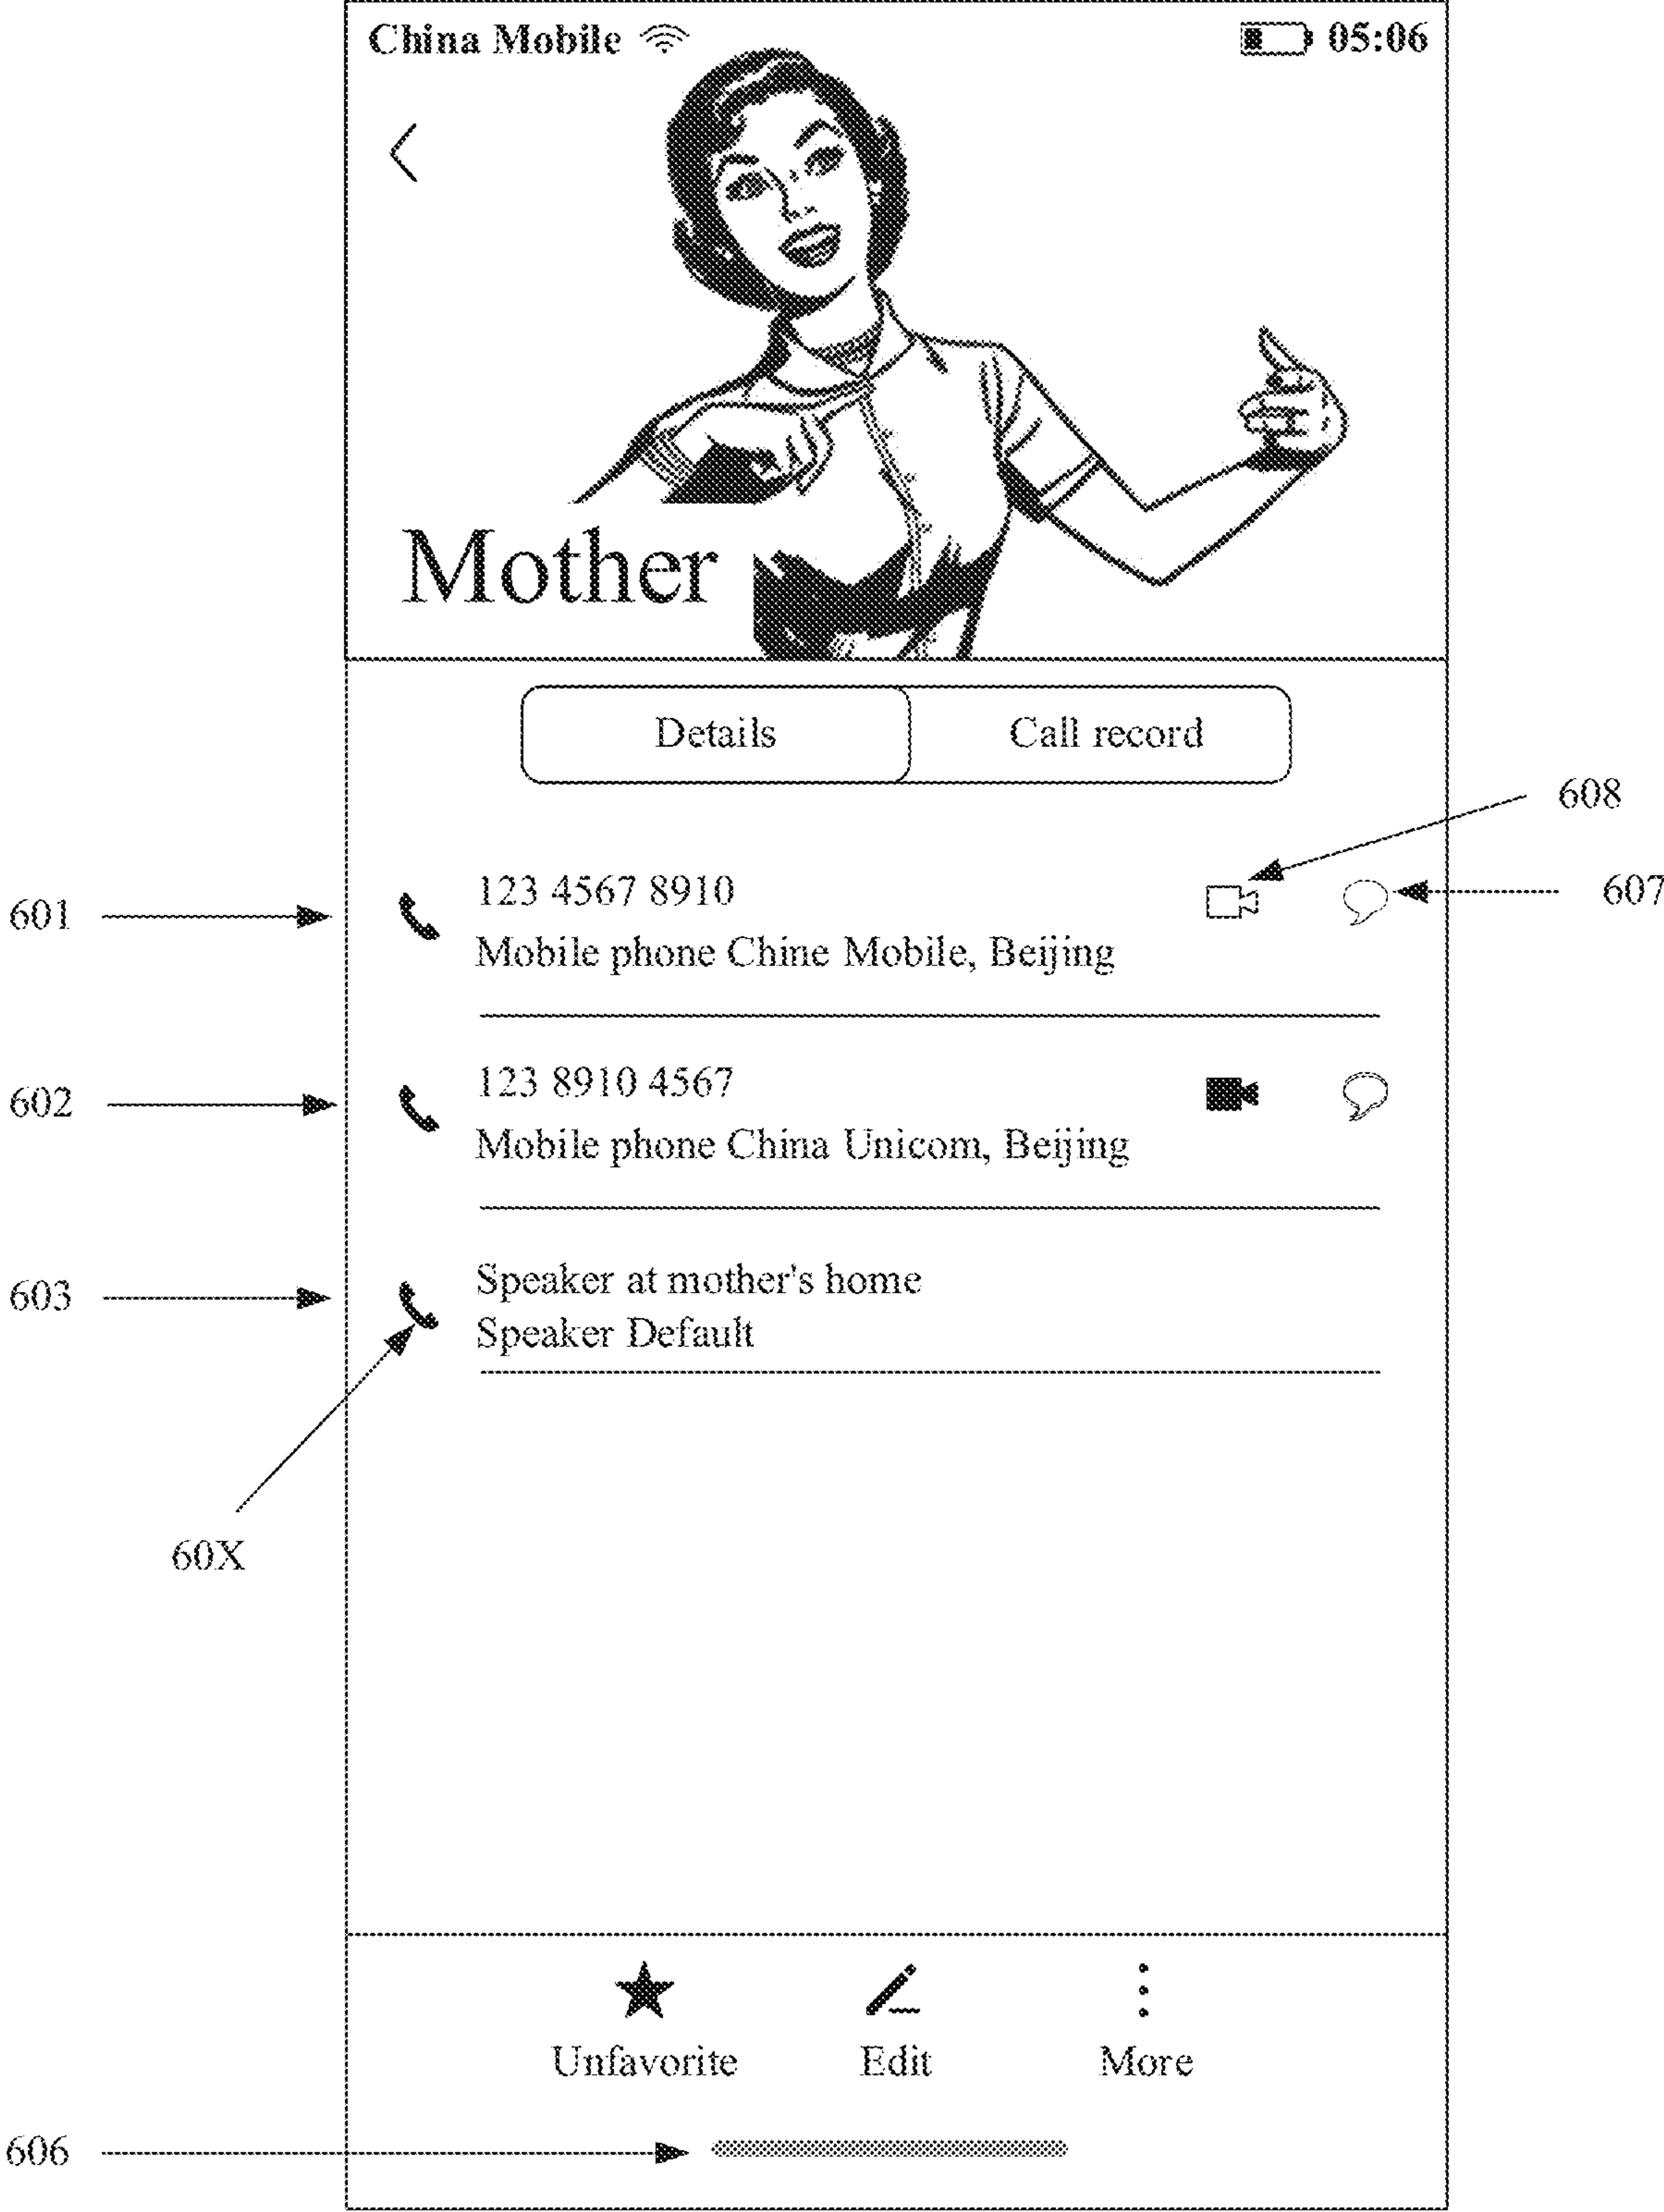 China Mobile 05:06
Mother
Details Call record
608
123 4567 8910
607
601
Mobile phone Chine Mobile, Beijing
123 8910 4567
602
Mobile phone China Unicom, Beijing
Speaker at mother's home
603
Speaker Default
60X
Unfavorite Edit More
606